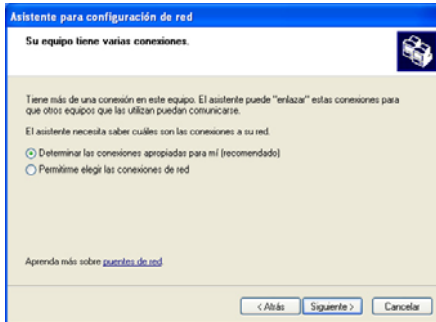 Asistente para configuración de red
Su equipo tiene varias conexiones.
Tiene más de una conexión en este equipo. El asistente puede "enlazar" estas conexiones para
que otros equipos que las utilizan puedan comunicarse.
El asistente necesita saber cuáles son las conexiones a su red.
Determinar las conexiones apropiadas para mí (recomendado)
Permitirme elegir las conexiones de red
Aprenda más sobre puentes de red.
< Atrás
Siguiente >
Cancelar